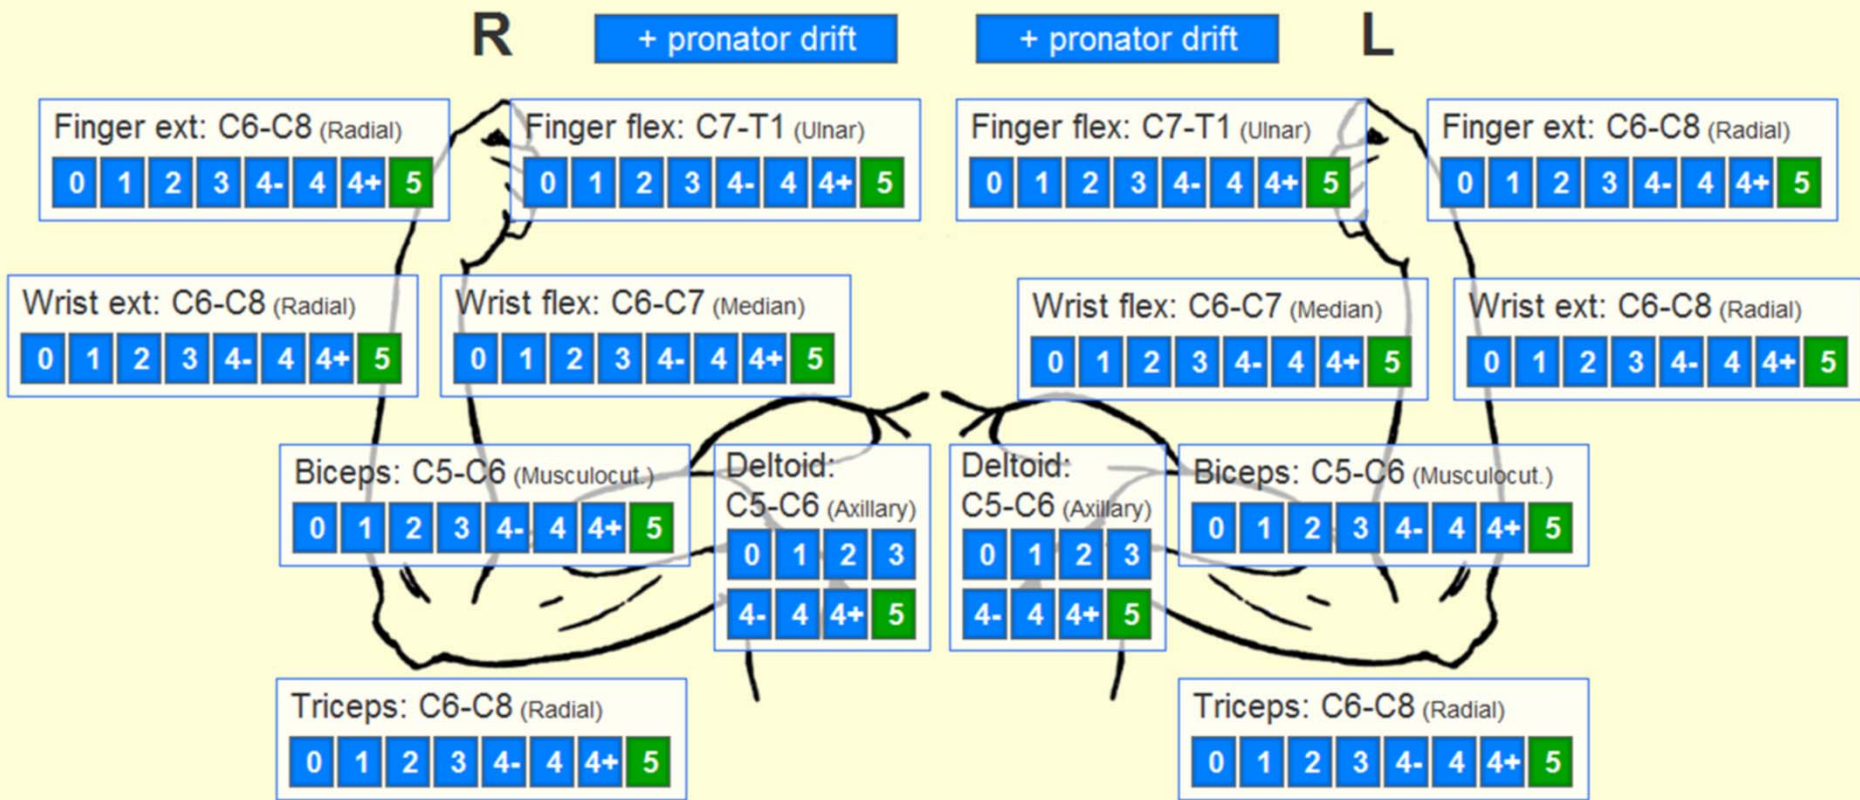 R + pronator drift + pronator drift L
Finger ext: C6-C8 (Radial)
0 1 2 3 4- 4 4+ 5
Finger flex: C7-T1 (Ulnar)
0 1 2 3 4- 4 4+ 5
Finger flex: C7-T1 (Ulnar)
0 1 2 3 4- 4 4+ 5
Finger ext: C6-C8 (Radial)
0 1 2 3 4- 4 4+ 5
Wrist ext: C6-C8 (Radial)
0 1 2 3 4- 4 4+ 5
Wrist flex: C6-C7 (Median)
0 1 2 3 4- 4 4+ 5
Wrist flex: C6-C7 (Median)
0 1 2 3 4- 4 4+ 5
Wrist ext: C6-C8 (Radial)
0 1 2 3 4- 4 4+ 5
Biceps: C5-C6 (Musculocut.)
0 1 2 3 4- 4 4+ 5
Deltoid:
C5-C6 (Axillary)
0 1 2 3
4- 4 4+ 5
Deltoid:
C5-C6 (Axillary)
0 1 2 3
4- 4 4+ 5
Biceps: C5-C6 (Musculocut.)
0 1 2 3 4- 4 4+ 5
Triceps: C6-C8 (Radial)
0 1 2 3 4- 4 4+ 5
Triceps: C6-C8 (Radial)
0 1 2 3 4- 4 4+ 5